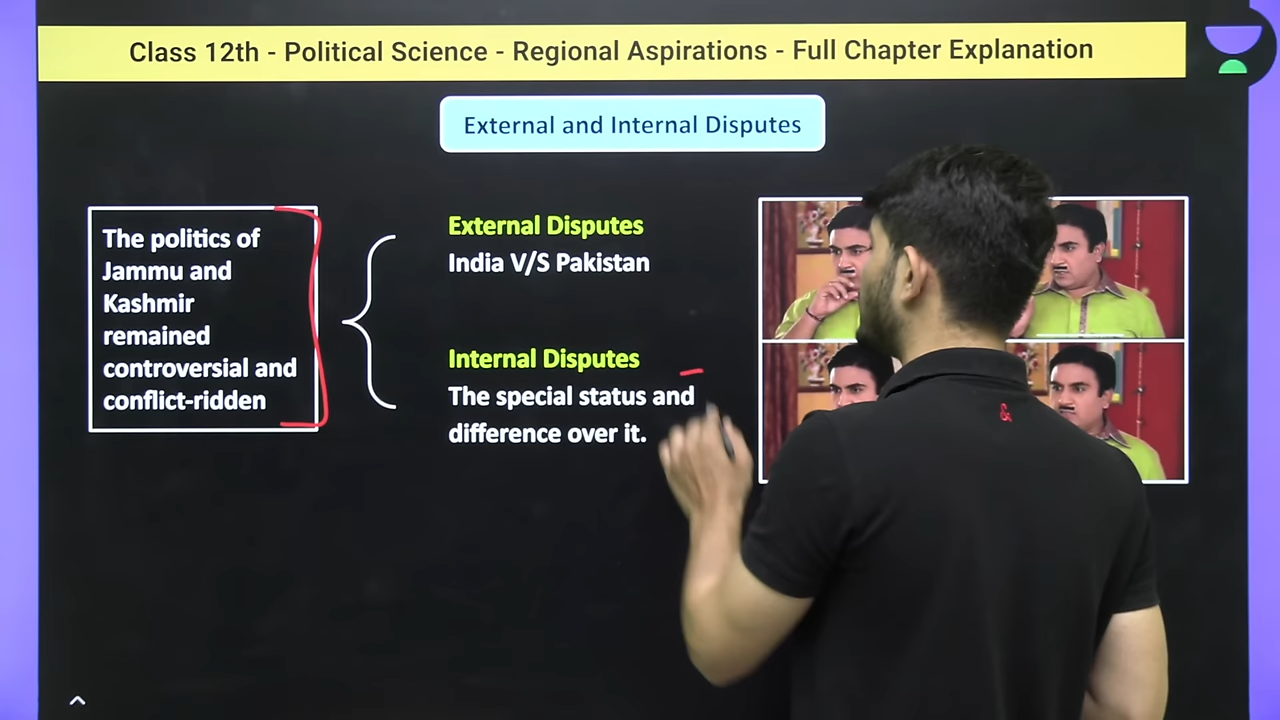 Class 12th - Political Science - Regional Aspirations - Full Chapter Explanation
External and Internal Disputes
The politics of
Jammu and
Kashmir
remained
controversial and
conflict-ridden
External Disputes
India V/S Pakistan
Internal Disputes
The special status and
difference over it.
&